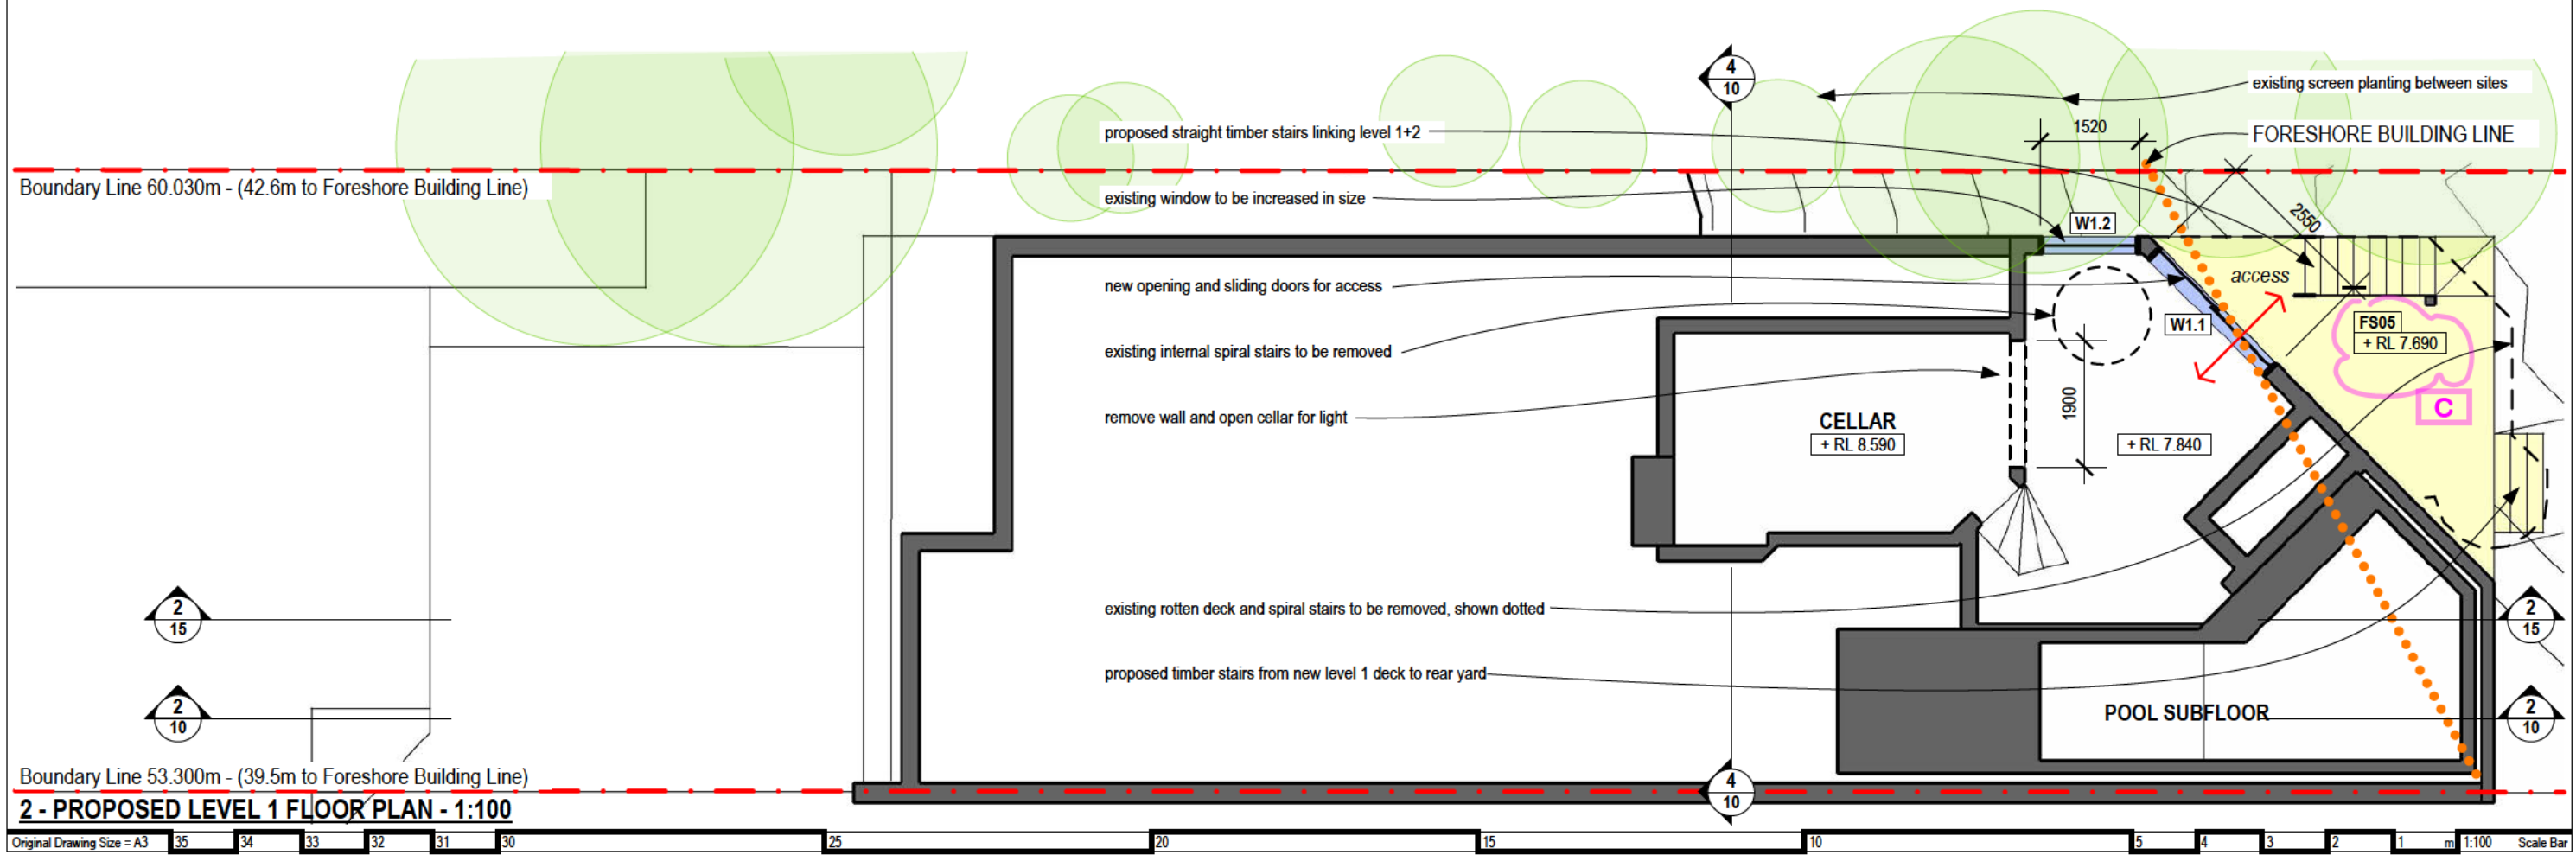 4
10
existing screen planting between sites
proposed straight timber stairs linking level 1+2
1520
FORESHORE BUILDING LINE
Boundary Line 60.030m - (42.6m to Foreshore Building Line)
existing window to be increased in size
W1.2
2550
new opening and sliding doors for access
access
W1.1
FS05
+ RL 7.690
existing internal spiral stairs to be removed
C
remove wall and open cellar for light
1900
CELLAR
+ RL 8.590
+ RL 7.840
existing rotten deck and spiral stairs to be removed, shown dotted
2
15
2
15
proposed timber stairs from new level 1 deck to rear yard
2
10
POOL SUBFLOOR
2
10
Boundary Line 53.300m - (39.5m to Foreshore Building Line)
4
10
2 - PROPOSED LEVEL 1 FLOOR PLAN - 1:100
Original Drawing Size = A3 35 34 33 32 31 30 25 20 15 10 5 4 3 2 1 m 1:100 Scale Bar